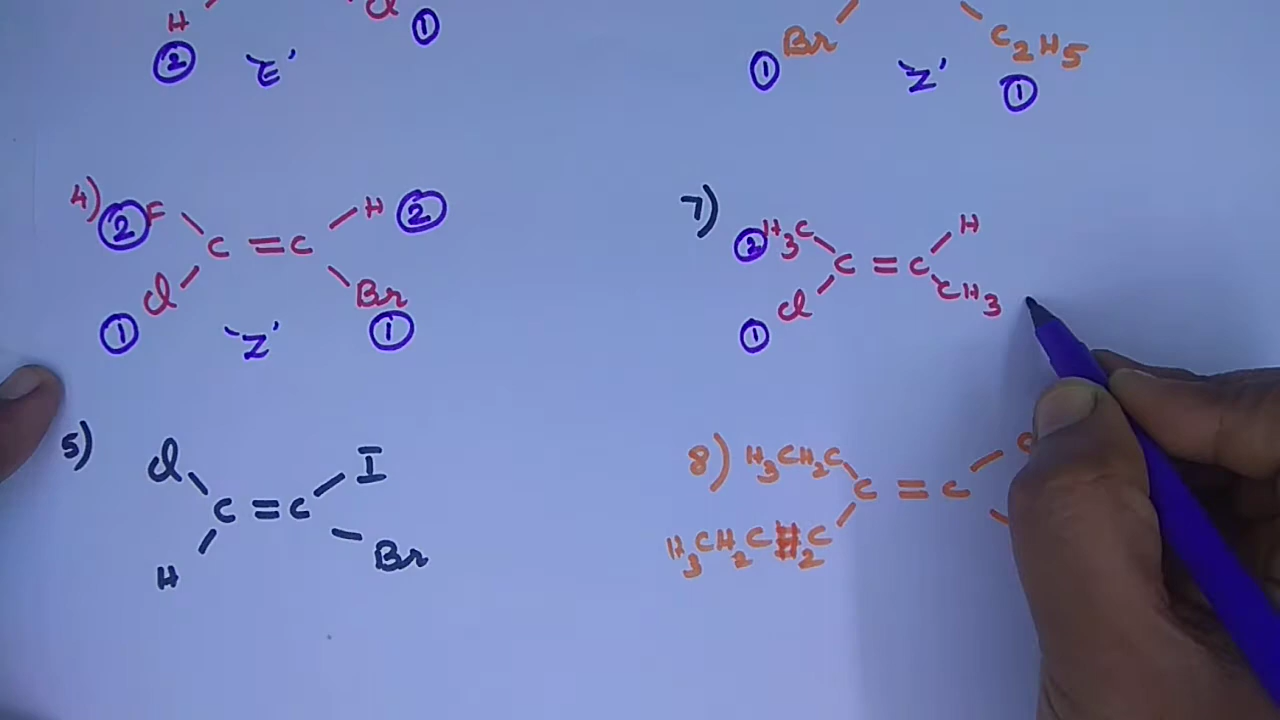 H Cl ①
② 'E'
Br C2H5
① 'Z' ①
4) ② F H ②
C = C
Cl Br
① 'Z' ①
7) ② H3C H
C = C
Cl CH3
①
5) Cl I
C = C
H Br
8) H3CH2C
C = C
H3CH2CH2C